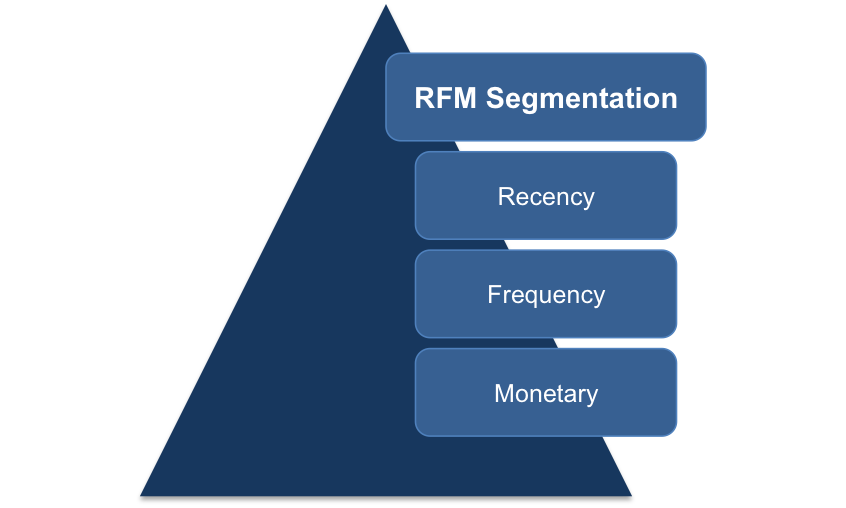 RFM Segmentation
Recency
Frequency
Monetary